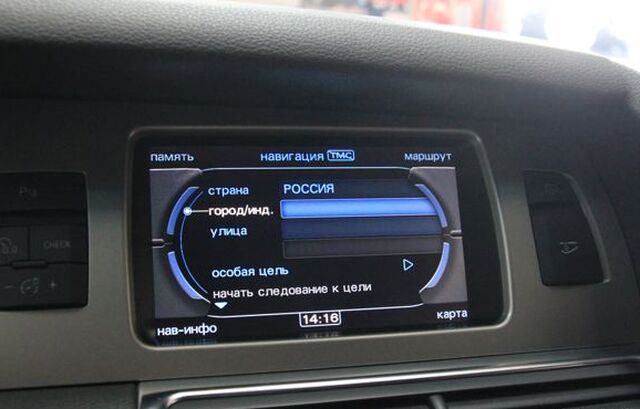 память навигация TMC маршрут
страна РОССИЯ
город/инд.
улица
особая цель
начать следование к цели
нав-инфо 14:16 карта
CHECK